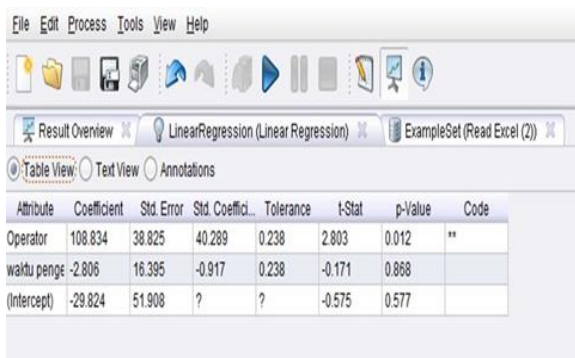 File Edit Process Tools View Help
Result Overview LinearRegression (Linear Regression) ExampleSet (Read Excel (2))
Table View Text View Annotations
Attribute Coefficient Std. Error Std. Coeffici... Tolerance t-Stat p-Value Code
Operator 108.834 38.825 40.289 0.238 2.803 0.012 **
waktu penge -2.806 16.395 -0.917 0.238 -0.171 0.868
(Intercept) -29.824 51.908 ? ? -0.575 0.577